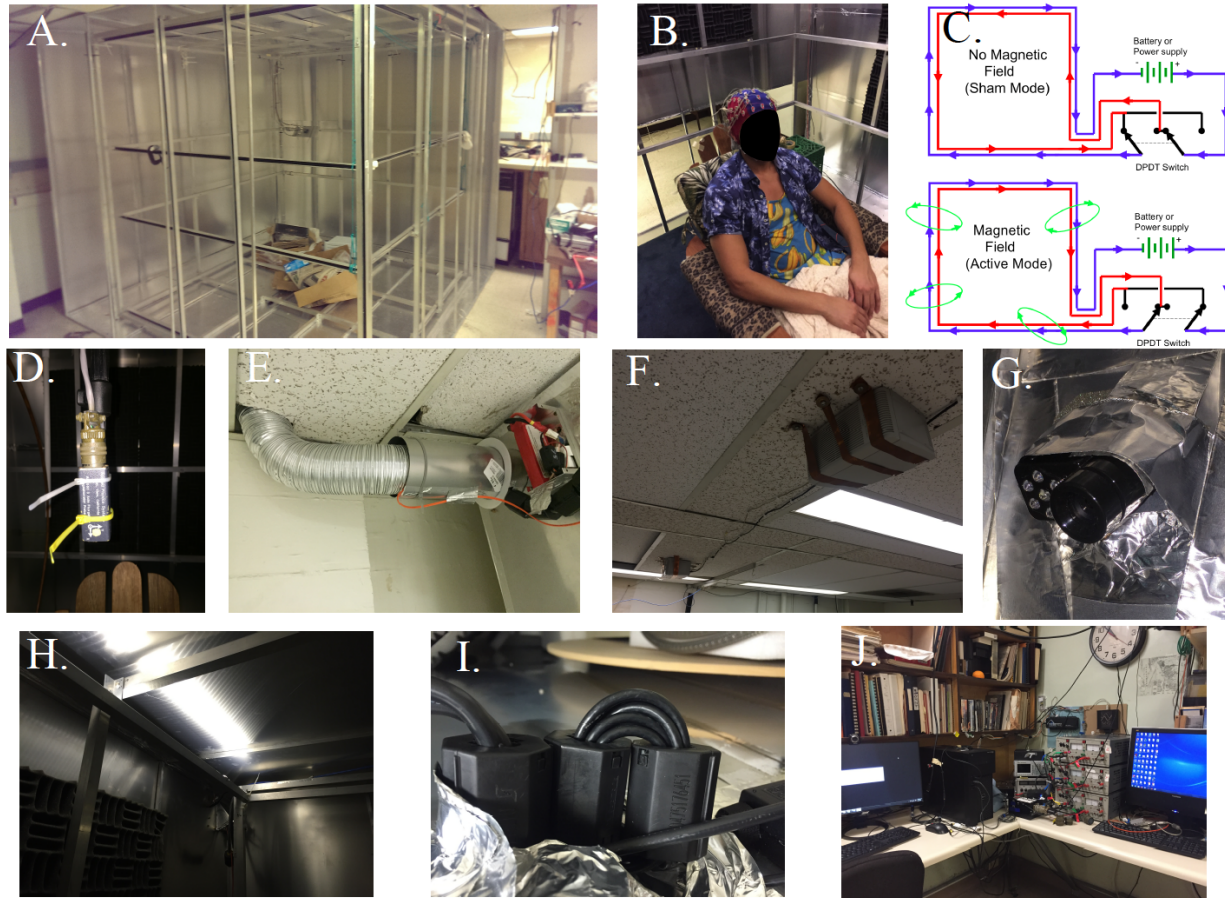 A.
B.
C.
No Magnetic
Field
(Sham Mode)
Battery or
Power supply
- +
DPDT Switch
Magnetic
Field
(Active Mode)
Battery or
Power supply
- +
DPDT Switch
D.
E.
F.
G.
H.
I.
J.